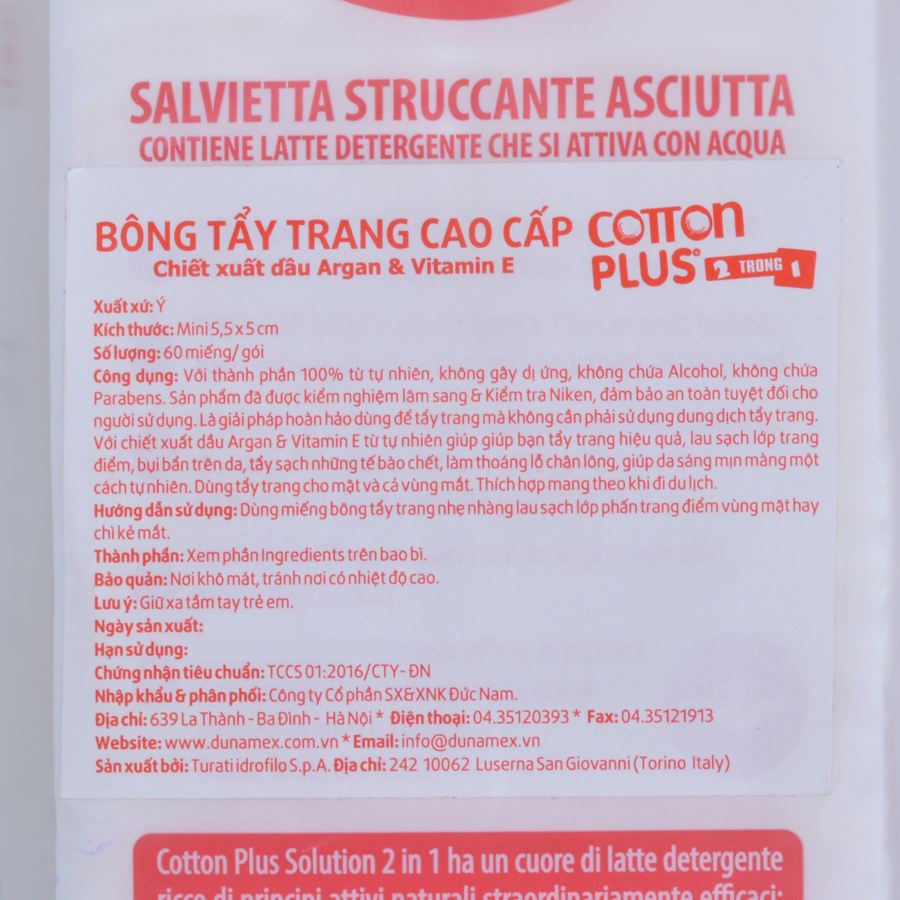 SALVIETTA STRUCCANTE ASCIUTTA
CONTIENE LATTE DETERGENTE CHE SI ATTIVA CON ACQUA
BÔNG TẨY TRANG CAO CẤP
COTTON
PLUS® 2 TRONG 1
Chiết xuất dầu Argan & Vitamin E
Xuất xứ: Ý
Kích thước: Mini 5,5 x 5 cm
Số lượng: 60 miếng/ gói
Công dụng: Với thành phần 100% từ tự nhiên, không gây dị ứng, không chứa Alcohol, không chứa
Parabens. Sản phẩm đã được kiểm nghiệm lâm sang & Kiểm tra Niken, đảm bảo an toàn tuyệt đối cho
người sử dụng. Là giải pháp hoàn hảo dùng để tẩy trang mà không cần phải sử dụng dung dịch tẩy trang.
Với chiết xuất dầu Argan & Vitamin E từ tự nhiên giúp giúp bạn tẩy trang hiệu quả, lau sạch lớp trang
điểm, bụi bẩn trên da, tẩy sạch những tế bào chết, làm thoáng lỗ chân lông, giúp da sáng mịn màng một
cách tự nhiên. Dùng tẩy trang cho mặt và cả vùng mắt. Thích hợp mang theo khi đi du lịch.
Hướng dẫn sử dụng: Dùng miếng bông tẩy trang nhẹ nhàng lau sạch lớp phấn trang điểm vùng mặt hay
chì kẻ mắt.
Thành phần: Xem phần Ingredients trên bao bì.
Bảo quản: Nơi khô mát, tránh nơi có nhiệt độ cao.
Lưu ý: Giữ xa tầm tay trẻ em.
Ngày sản xuất:
Hạn sử dụng:
Chứng nhận tiêu chuẩn: TCCS 01:2016/CTY- ĐN
Nhập khẩu & phân phối: Công ty Cổ phần SX&XNK Đức Nam.
Địa chỉ: 639 La Thành - Ba Đình - Hà Nội * Điện thoại: 04.35120393 * Fax: 04.35121913
Website: www.dunamex.com.vn * Email: info@dunamex.vn
Sản xuất bởi: Turati idrofilo S.p.A. Địa chỉ: 242 10062 Luserna San Giovanni (Torino Italy)
Cotton Plus Solution 2 in 1 ha un cuore di latte detergente
ricco di principi attivi naturali straordinariamente efficaci: